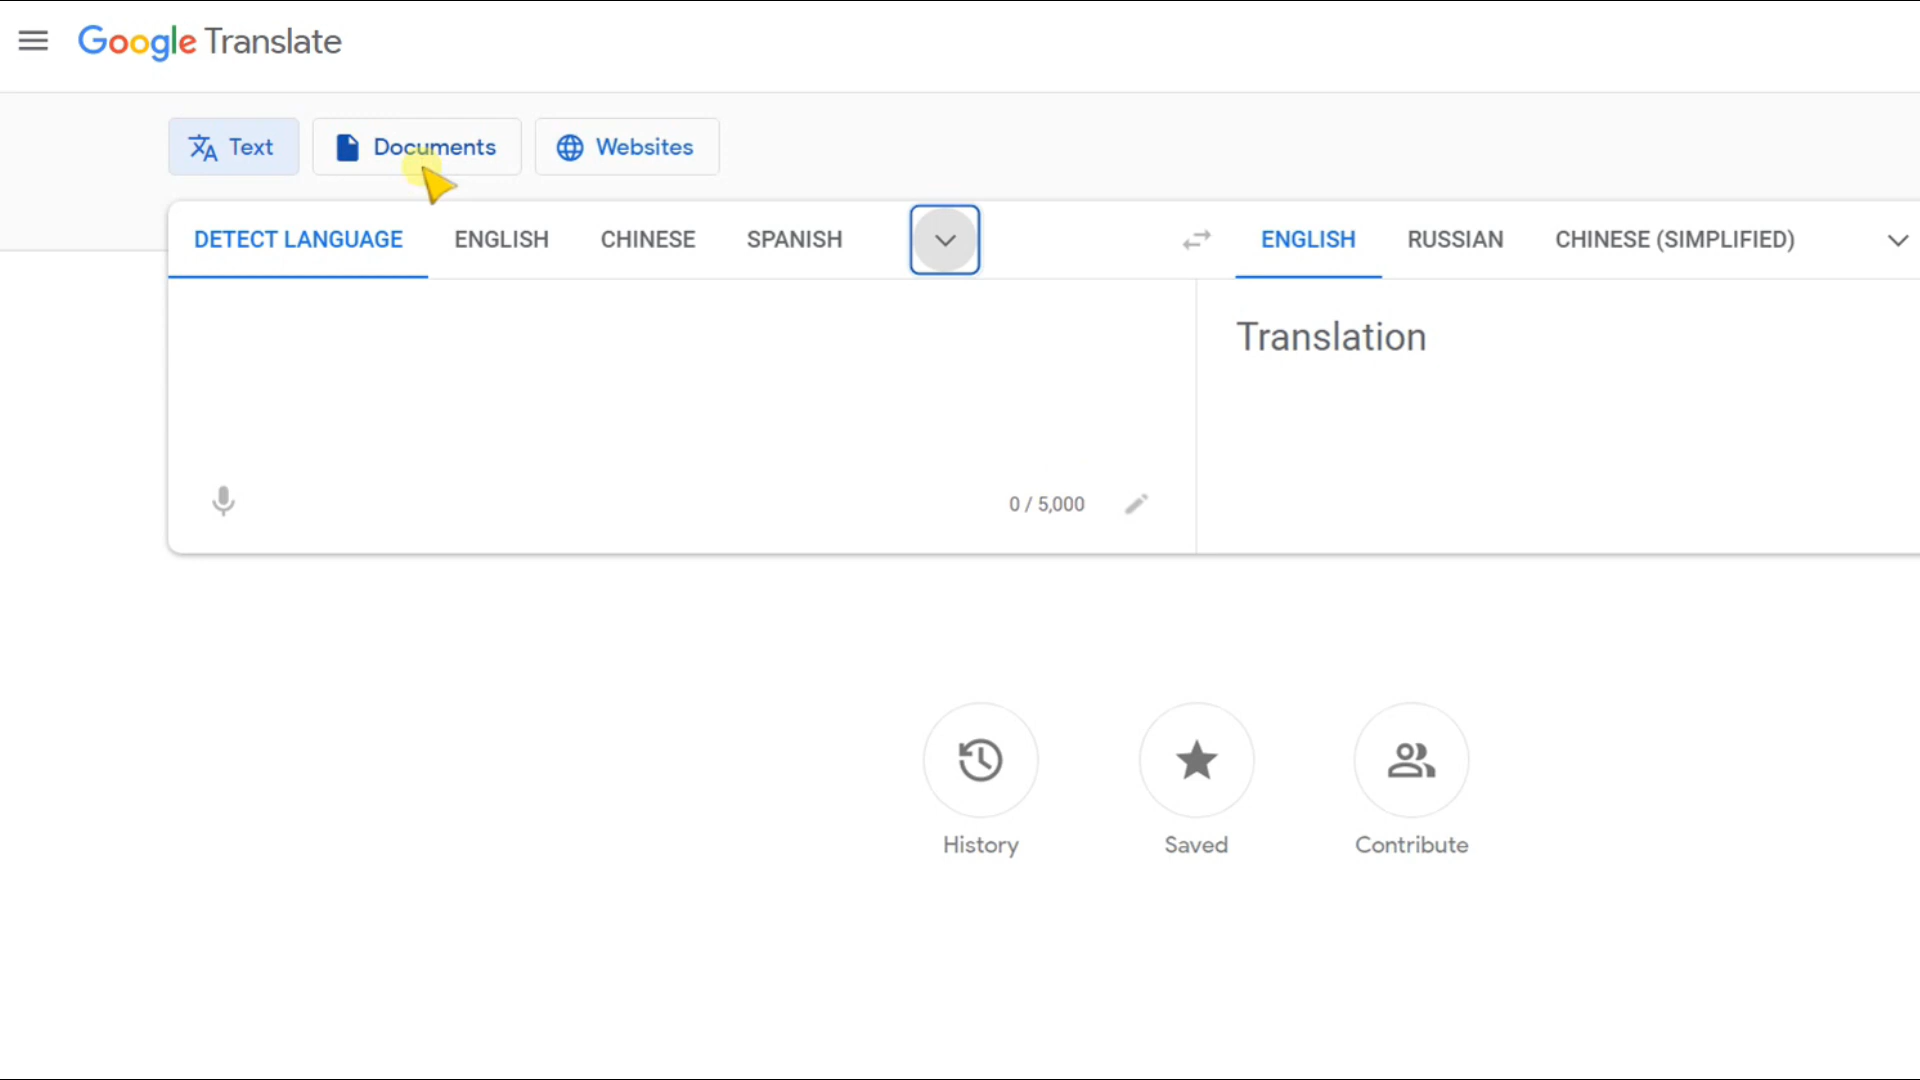 Google Translate
Text Documents Websites
DETECT LANGUAGE ENGLISH CHINESE SPANISH ENGLISH RUSSIAN CHINESE (SIMPLIFIED)
Translation
0 / 5,000
History Saved Contribute